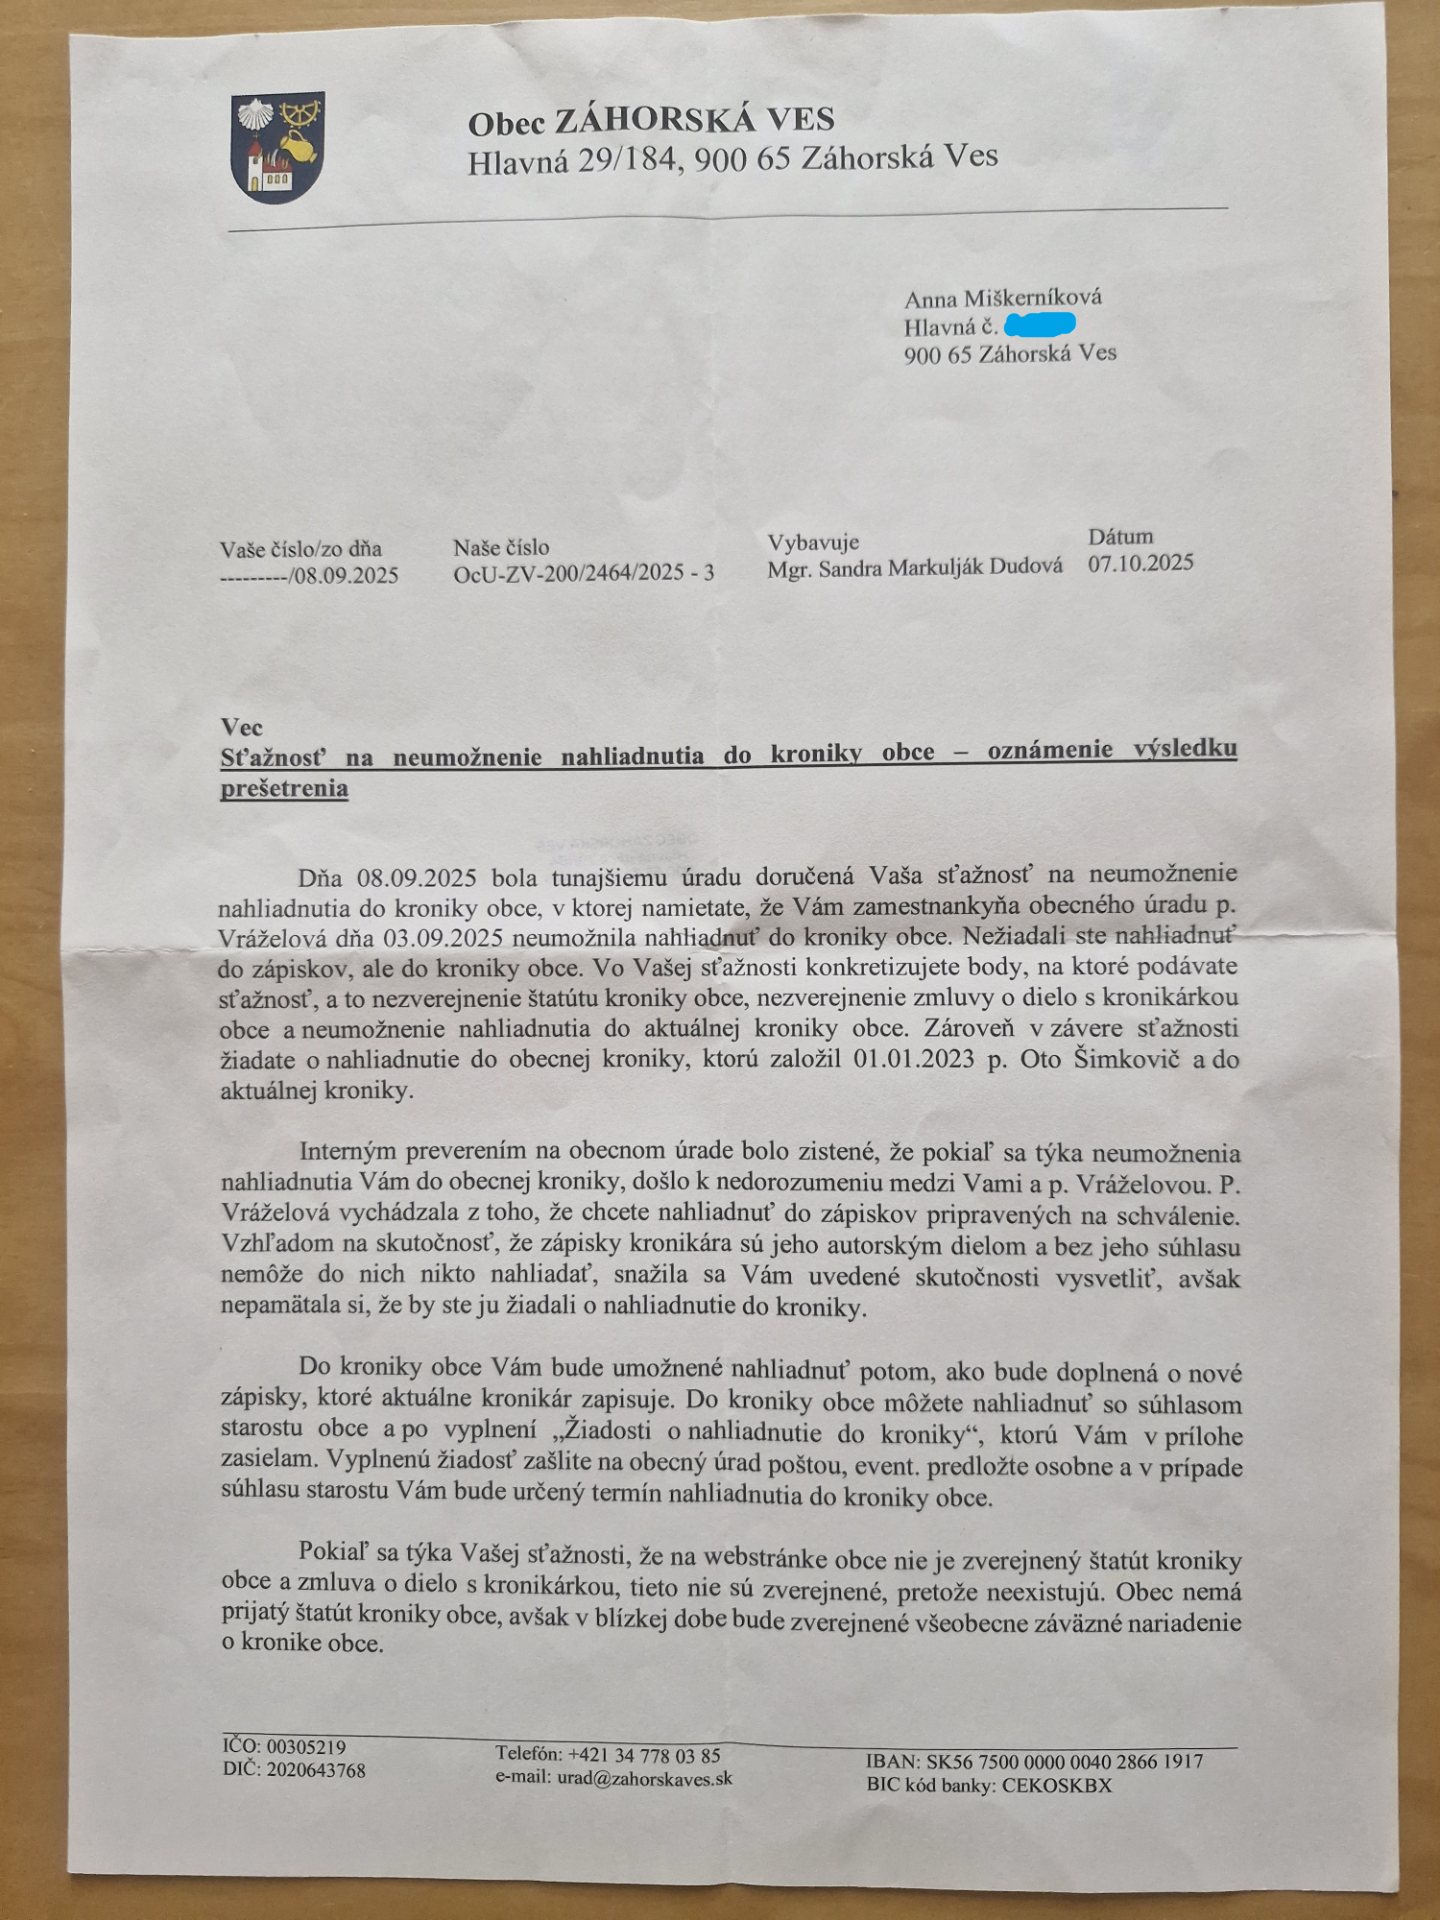 Obec ZÁHORSKÁ VES
Hlavná 29/184, 900 65 Záhorská Ves
Anna Miškerníková
Hlavná č.
900 65 Záhorská Ves
Vaše číslo/zo dňa Naše číslo Vybavuje Dátum
---------/08.09.2025 OcU-ZV-200/2464/2025 - 3 Mgr. Sandra Markulják Dudová 07.10.2025
Vec
Sťažnosť na neumožnenie nahliadnutia do kroniky obce – oznámenie výsledku
prešetrenia
Dňa 08.09.2025 bola tunajšiemu úradu doručená Vaša sťažnosť na neumožnenie
nahliadnutia do kroniky obce, v ktorej namietate, že Vám zamestnankyňa obecného úradu p.
Vráželová dňa 03.09.2025 neumožnila nahliadnuť do kroniky obce. Nežiadali ste nahliadnuť
do zápiskov, ale do kroniky obce. Vo Vašej sťažnosti konkretizujete body, na ktoré podávate
sťažnosť, a to nezverejnenie štatútu kroniky obce, nezverejnenie zmluvy o dielo s kronikárkou
obce a neumožnenie nahliadnutia do aktuálnej kroniky obce. Zároveň v závere sťažnosti
žiadate o nahliadnutie do obecnej kroniky, ktorú založil 01.01.2023 p. Oto Šimkovič a do
aktuálnej kroniky.
Interným preverením na obecnom úrade bolo zistené, že pokiaľ sa týka neumožnenia
nahliadnutia Vám do obecnej kroniky, došlo k nedorozumeniu medzi Vami a p. Vráželovou. P.
Vráželová vychádzala z toho, že chcete nahliadnuť do zápiskov pripravených na schválenie.
Vzhľadom na skutočnosť, že zápisky kronikára sú jeho autorským dielom a bez jeho súhlasu
nemôže do nich nikto nahliadať, snažila sa Vám uvedené skutočnosti vysvetliť, avšak
nepamätala si, že by ste ju žiadali o nahliadnutie do kroniky.
Do kroniky obce Vám bude umožnené nahliadnuť potom, ako bude doplnená o nové
zápisky, ktoré aktuálne kronikár zapisuje. Do kroniky obce môžete nahliadnuť so súhlasom
starostu obce a po vyplnení „Žiadosti o nahliadnutie do kroniky“, ktorú Vám v prílohe
zasielam. Vyplnenú žiadosť zašlite na obecný úrad poštou, event. predložte osobne a v prípade
súhlasu starostu Vám bude určený termín nahliadnutia do kroniky obce.
Pokiaľ sa týka Vašej sťažnosti, že na webstránke obce nie je zverejnený štatút kroniky
obce a zmluva o dielo s kronikárkou, tieto nie sú zverejnené, pretože neexistujú. Obec nemá
prijatý štatút kroniky obce, avšak v blízkej dobe bude zverejnené všeobecne záväzné nariadenie
o kronike obce.
IČO: 00305219 Telefón: +421 34 778 03 85 IBAN: SK56 7500 0000 0040 2866 1917
DIČ: 2020643768 e-mail: urad@zahorskaves.sk BIC kód banky: CEKOSKBX